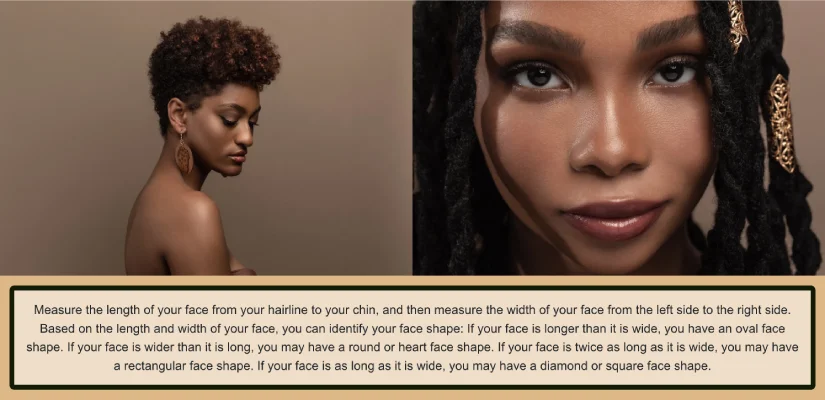 Measure the length of your face from your hairline to your chin, and then measure the width of your face from the left side to the right side.
Based on the length and width of your face, you can identify your face shape: If your face is longer than it is wide, you have an oval face
shape. If your face is wider than it is long, you may have a round or heart face shape. If your face is twice as long as it is wide, you may have
a rectangular face shape. If your face is as long as it is wide, you may have a diamond or square face shape.